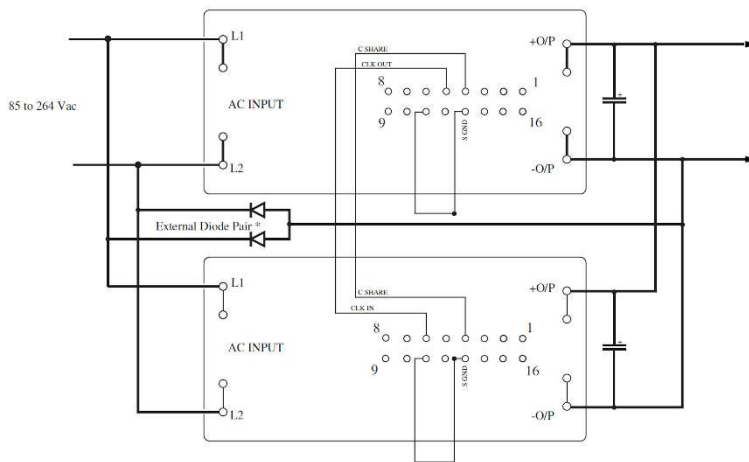 L1
+O/P
C SHARE
CLK OUT
8
1
85 to 264 Vac
AC INPUT
9
16
S GND
L2
-O/P
External Diode Pair *
L1
+O/P
C SHARE
CLK IN
8
1
AC INPUT
9
16
S GND
L2
-O/P
+
+